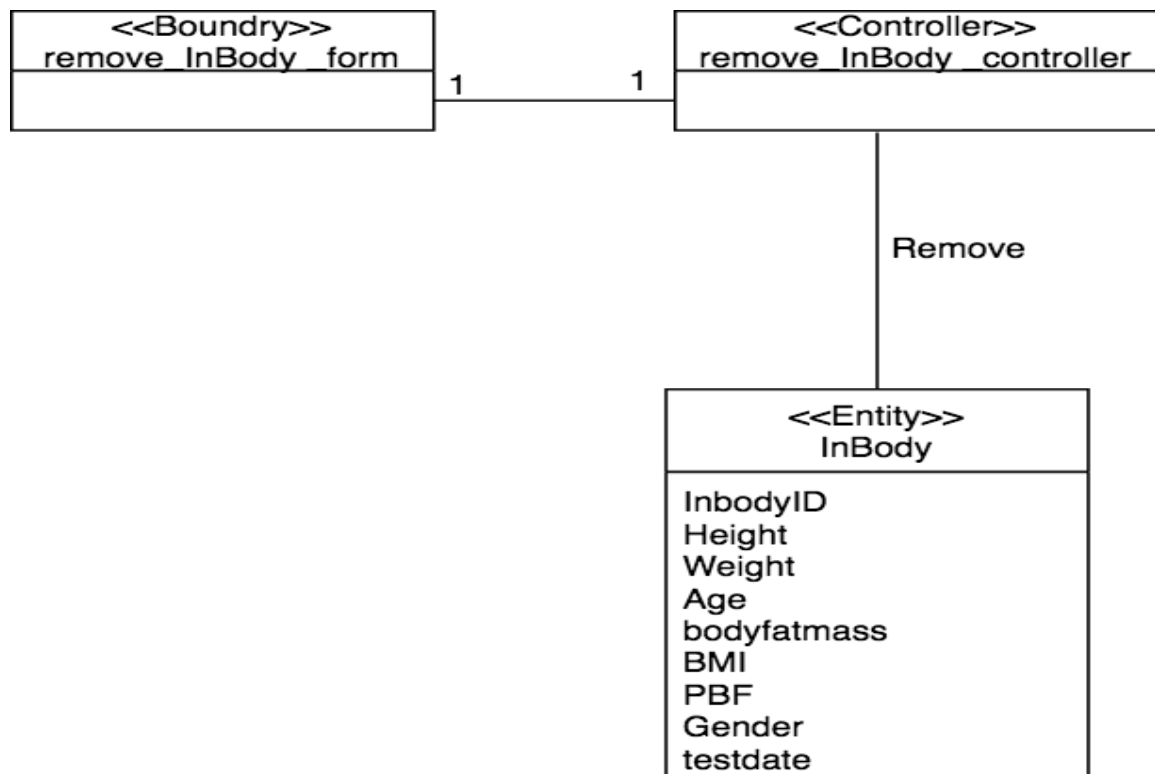 <<Boundry>>
remove_InBody _form
1
1
<<Controller>>
remove_InBody _controller
Remove
<<Entity>>
InBody
InbodyID
Height
Weight
Age
bodyfatmass
BMI
PBF
Gender
testdate